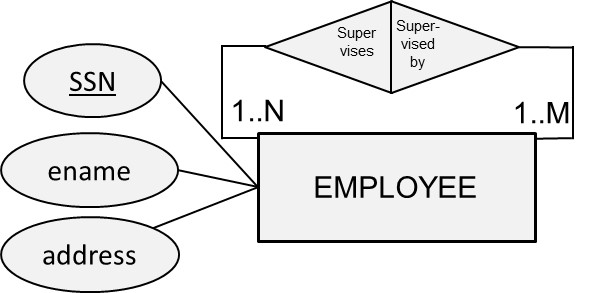 Super
vises
Super-
vised
by
SSN
1..N
1..M
ename
EMPLOYEE
address